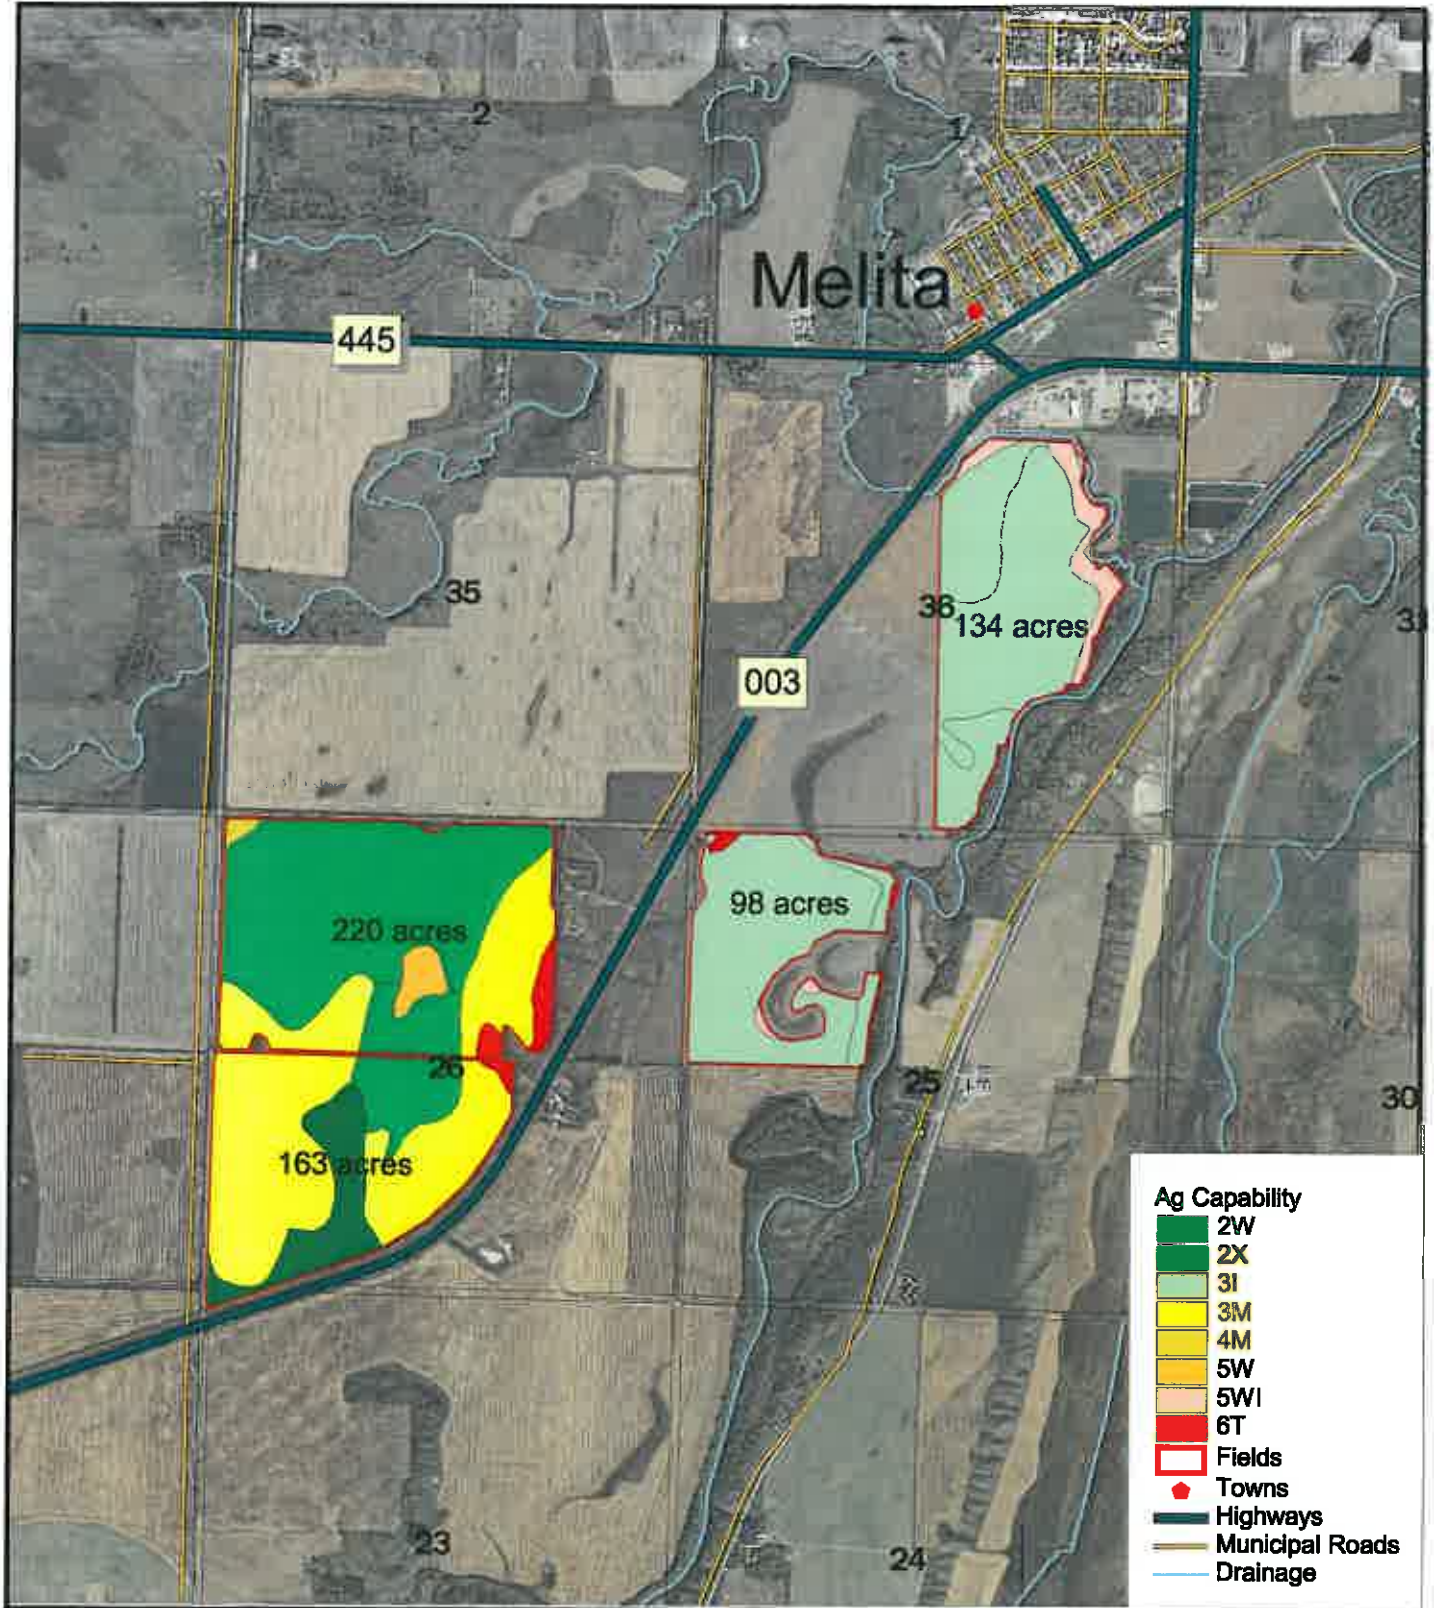 2
1
Melita
445
35
36
134 acres
33
003
98 acres
220 acres
26
25
30
163 acres
23
24
Ag Capability
2W
2X
3I
3M
4M
5W
5WI
6T
Fields
Towns
Highways
Municipal Roads
Drainage